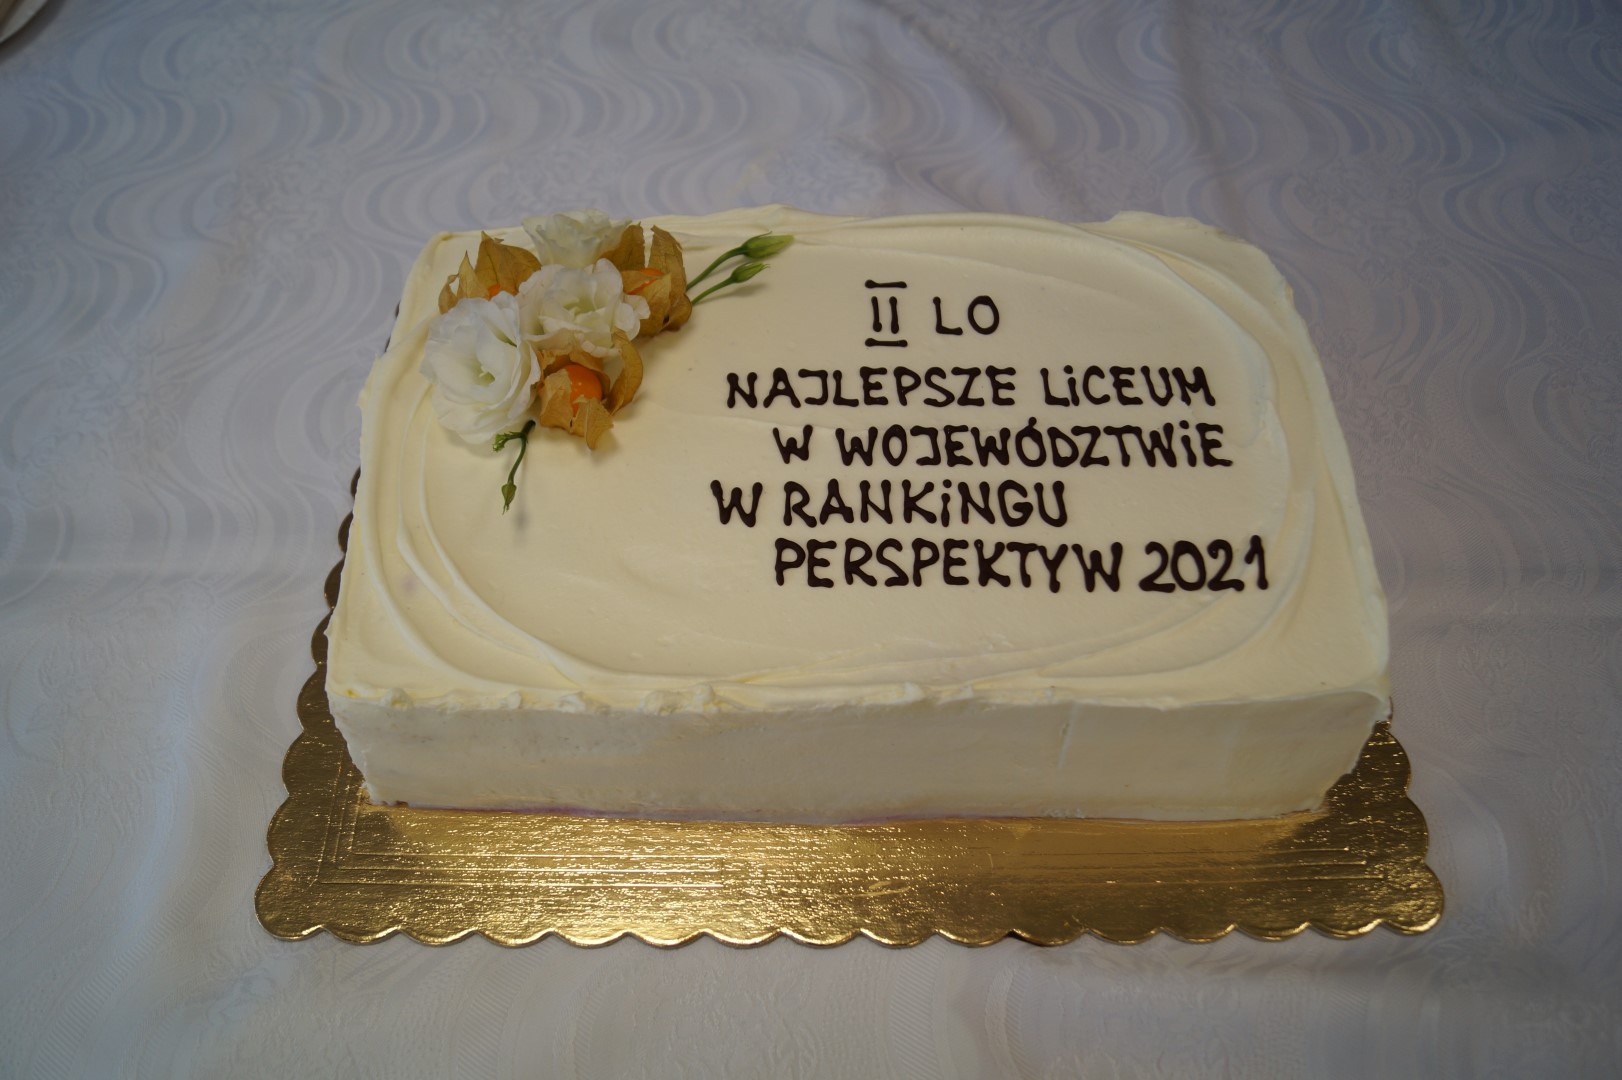 II LO
NAJLEPSZE LiCEUM
W WOJEWÓDZTWiE
W RANKiNGU
PERSPEKTYW 2021